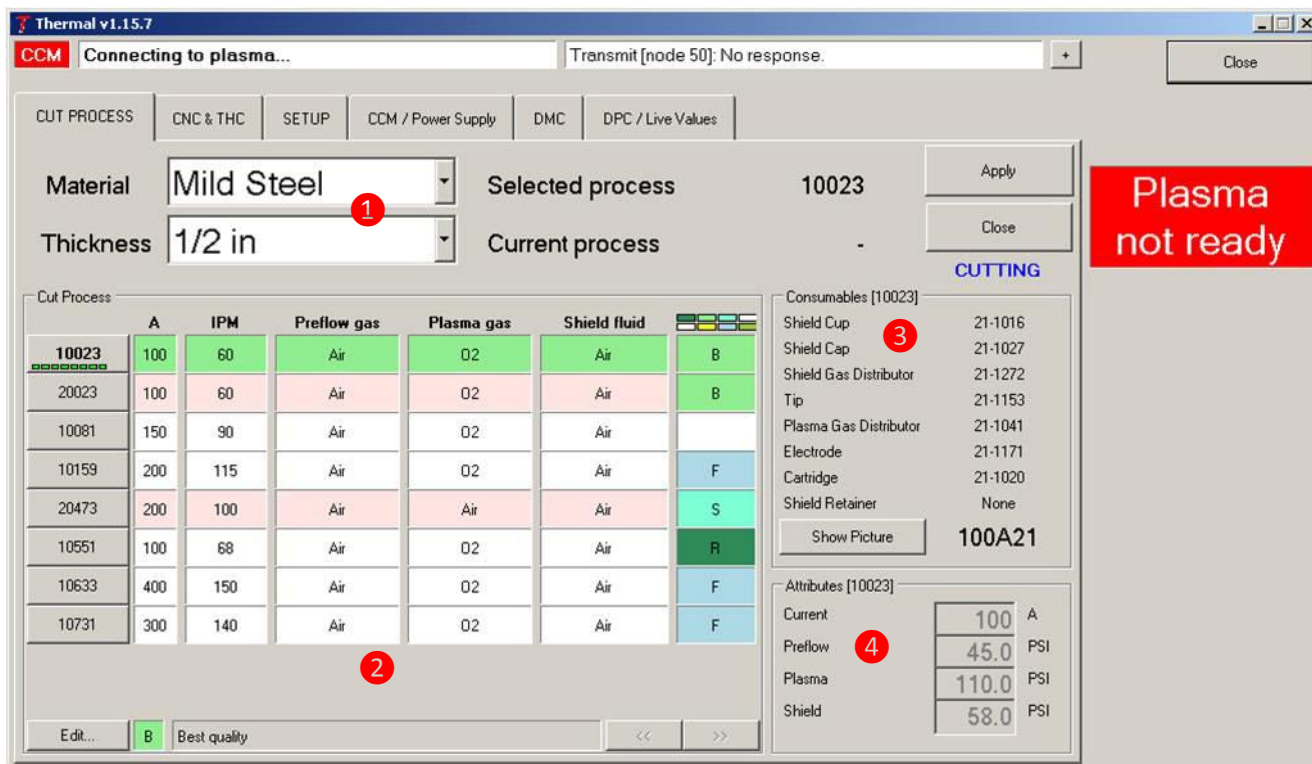 Thermal v1.15.7
CCM Connecting to plasma... Transmit [node 50]: No response. + Close
CUT PROCESS CNC & THC SETUP CCM / Power Supply DMC DPC / Live Values
Material Mild Steel Selected process 10023 Apply
1
Thickness 1/2 in Current process - Close
Plasma
not ready
CUTTING
Cut Process
A IPM Preflow gas Plasma gas Shield fluid
10023 100 60 Air O2 Air B
20023 100 60 Air O2 Air B
10081 150 90 Air O2 Air
10159 200 115 Air O2 Air F
20473 200 100 Air Air Air S
10551 100 68 Air O2 Air R
10633 400 150 Air O2 Air F
10731 300 140 Air O2 Air F
2
Edit... B Best quality << >>
Consumables [10023]
Shield Cup 21-1016
3
Shield Cap 21-1027
Shield Gas Distributor 21-1272
Tip 21-1153
Plasma Gas Distributor 21-1041
Electrode 21-1171
Cartridge 21-1020
Shield Retainer None
Show Picture 100A21
Attributes [10023]
Current 100 A
Preflow 4 45.0 PSI
Plasma 110.0 PSI
Shield 58.0 PSI